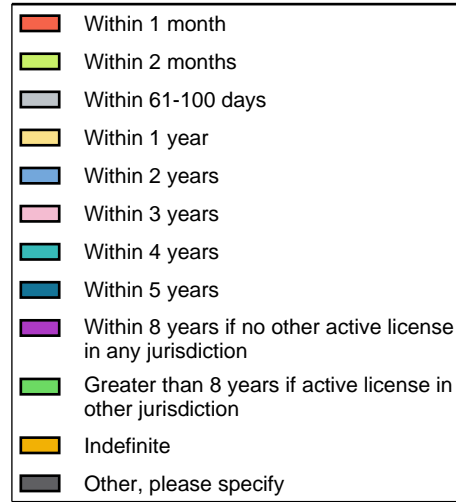 Within 1 month
Within 2 months
Within 61-100 days
Within 1 year
Within 2 years
Within 3 years
Within 4 years
Within 5 years
Within 8 years if no other active license
in any jurisdiction
Greater than 8 years if active license in
other jurisdiction
Indefinite
Other, please specify